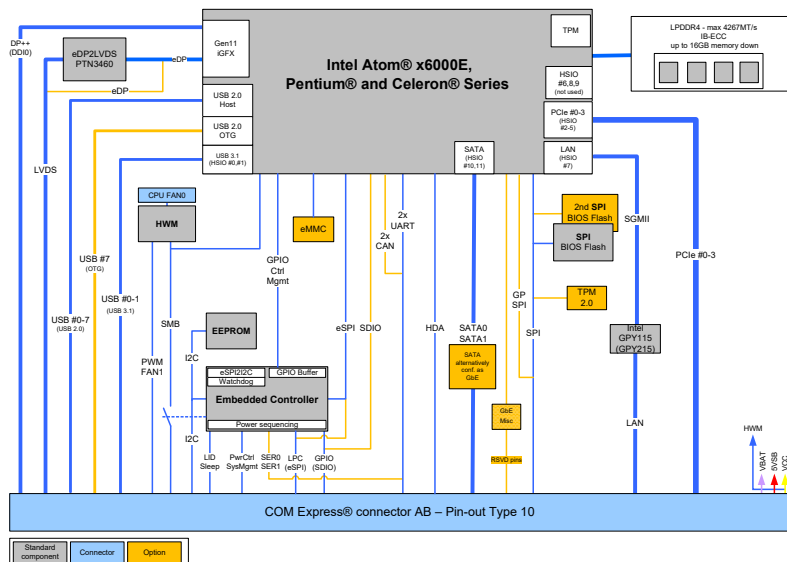 DP++
(DDI0)
eDP2LVDS
PTN3460
eDP
eDP
Gen11
iGFX
Intel Atom® x6000E,
Pentium® and Celeron® Series
TPM
LPDDR4 - max 4267MT/s
IB-ECC
up to 16GB memory down
HSIO
#6,8,9
(not used)
USB 2.0
Host
USB 2.0
OTG
USB 3.1
(HSIO #0,#1)
PCIe #0-3
(HSIO
#2-5)
SATA
(HSIO
#10,11)
LAN
(HSIO
#7)
LVDS
CPU FAN0
HWM
eMMC
2x
UART
2x
CAN
2nd SPI
BIOS Flash
SPI
BIOS Flash
SGMII
PCIe #0-3
USB #7
(OTG)
GPIO
Ctrl
Mgmt
GP
SPI
TPM
2.0
USB #0-1
(USB 3.1)
USB #0-7
(USB 2.0)
SMB
EEPROM
eSPI
SDIO
HDA
SATA0
SATA1
SPI
Intel
GPY115
(GPY215)
I2C
PWM
FAN1
SATA
alternatively
conf. as
GbE
eSPI2I2C
Watchdog
GPIO Buffer
Embedded Controller
Power sequencing
GbE
Misc
LAN
I2C
LID
Sleep
PwrCtrl
SysMgmt
SER0
SER1
LPC
(eSPI)
GPIO
(SDIO)
RSVD pins
HWM
VBAT
5VSB
VCC
COM Express® connector AB – Pin-out Type 10
Standard
component
Connector
Option